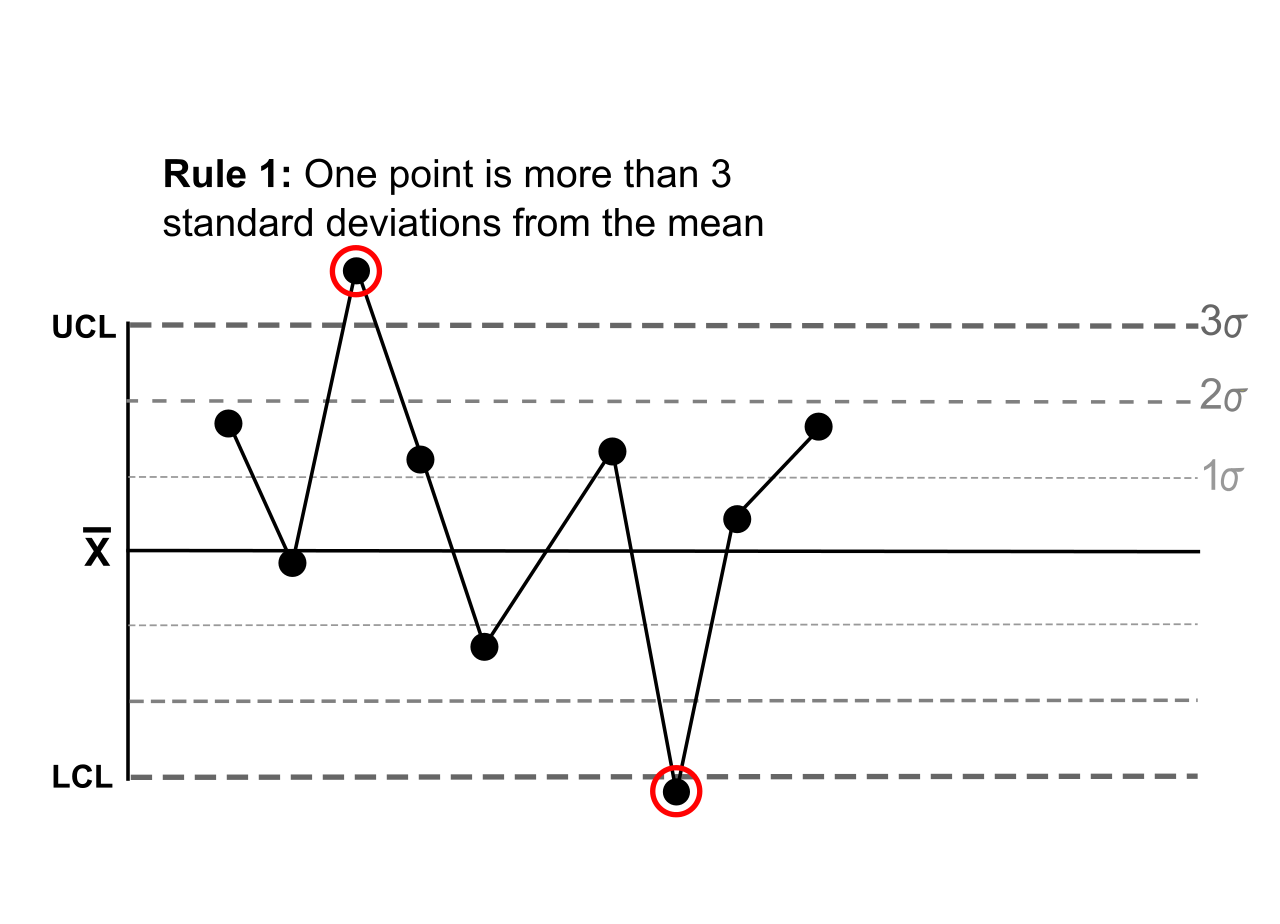 Rule 1: One point is more than 3
standard deviations from the mean
UCL
3σ
2σ
1σ
X̅
LCL